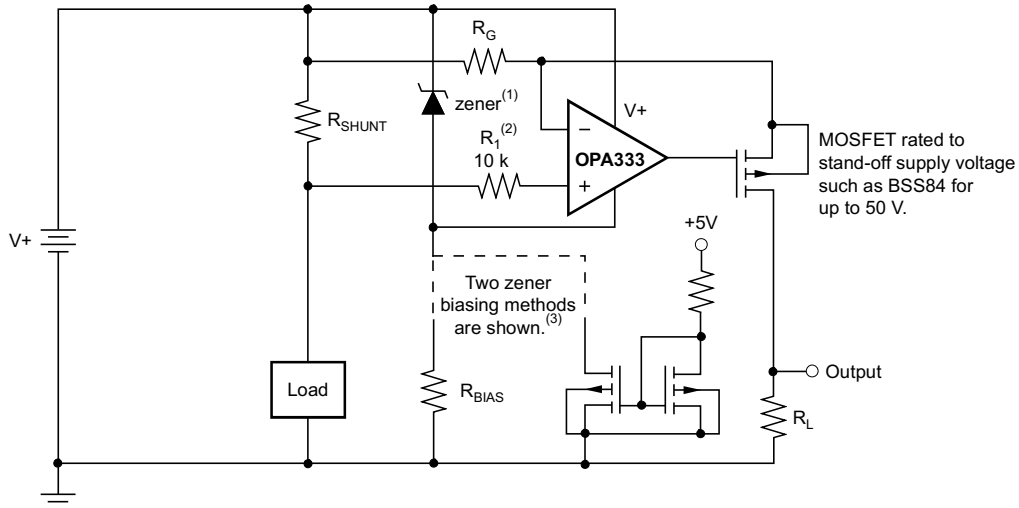 R_G
zener(1)
V+
R_SHUNT
R_1(2)
10 k
−
OPA333
+
MOSFET rated to
stand-off supply voltage
such as BSS84 for
up to 50 V.
V+
+5V
Two zener
biasing methods
are shown.(3)
Load
R_BIAS
Output
R_L